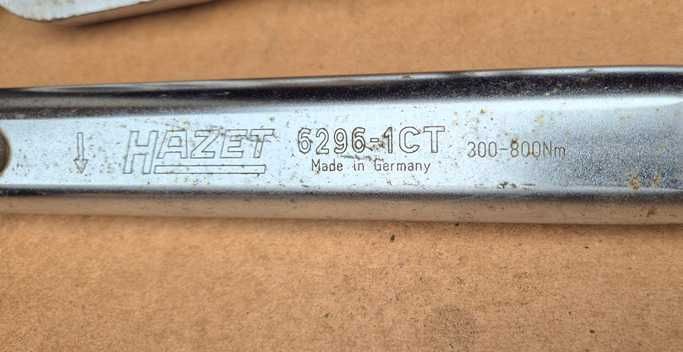 ↓ HAZET 6296-1CT 300-800Nm
Made in Germany